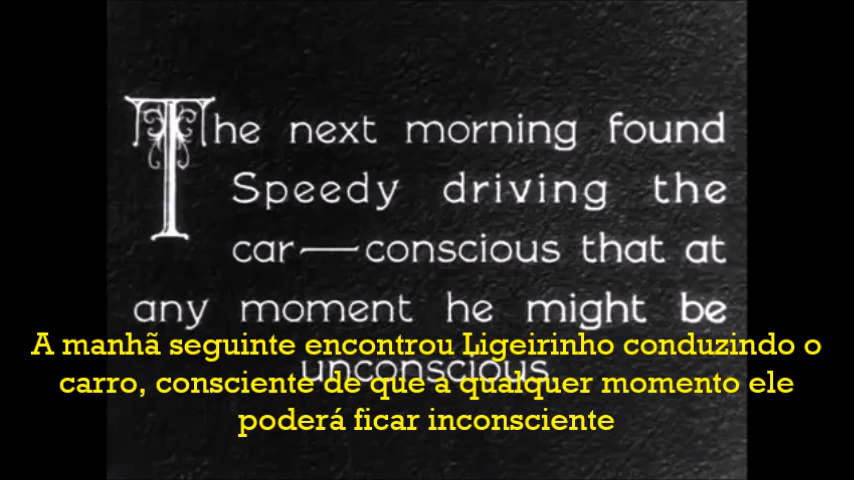 The next morning found
Speedy driving the
car—conscious that at
any moment he might be
unconscious
A manhã seguinte encontrou Ligeirinho conduzindo o
carro, consciente de que a qualquer momento ele
poderá ficar inconsciente